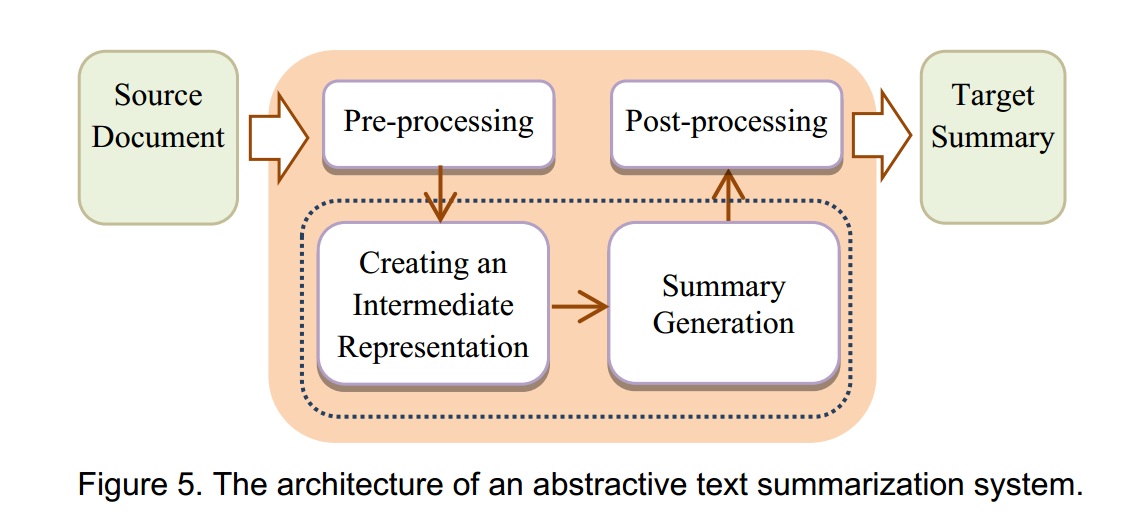 Source
Document
Pre-processing
Creating an
Intermediate
Representation
Summary
Generation
Post-processing
Target
Summary
Figure 5. The architecture of an abstractive text summarization system.